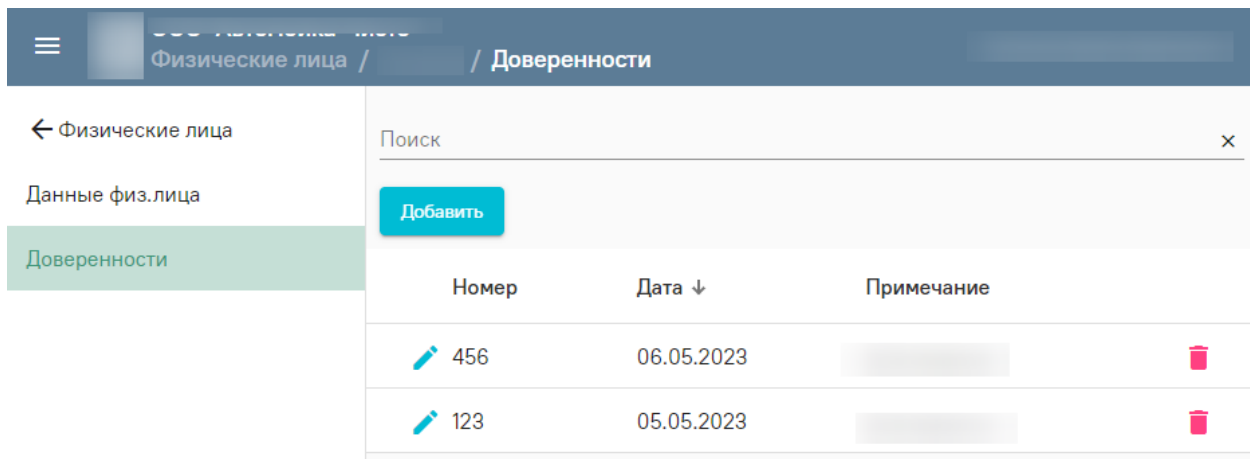 Физические лица / / Доверенности
Физические лица
Поиск
Данные физ.лица
Добавить
Доверенности
Номер Дата Примечание
456 06.05.2023
123 05.05.2023